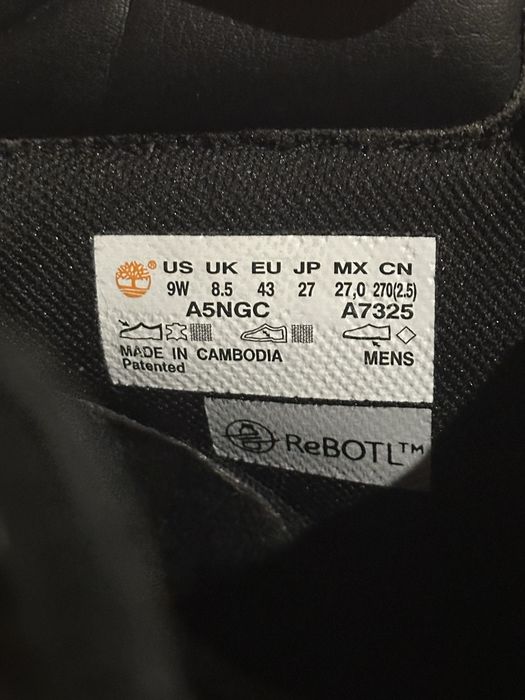 ® US UK EU JP MX CN
9W 8.5 43 27 27,0 270(2.5)
A5NGC A7325
MADE IN CAMBODIA MENS
Patented
ReBOTL™